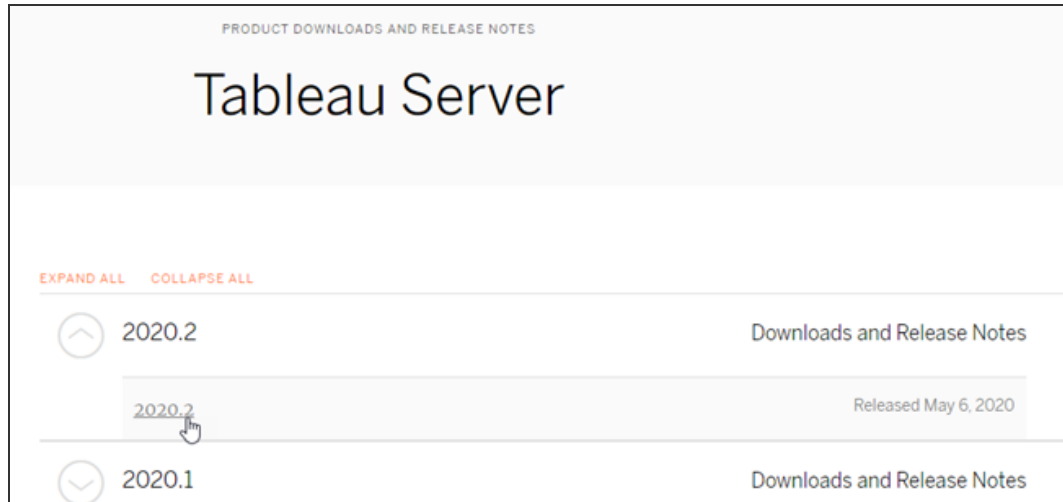 PRODUCT DOWNLOADS AND RELEASE NOTES
Tableau Server
EXPAND ALL COLLAPSE ALL
2020.2 Downloads and Release Notes
2020.2 Released May 6, 2020
2020.1 Downloads and Release Notes